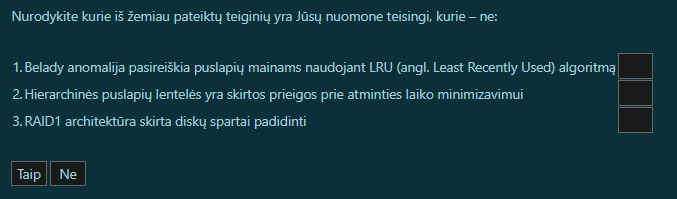 Nurodykite kurie iš žemiau pateiktų teiginių yra Jūsų nuomone teisingi, kurie – ne:
1. Belady anomalija pasireiškia puslapių mainams naudojant LRU (angl. Least Recently Used) algoritmą
2. Hierarchinės puslapių lentelės yra skirtos prieigos prie atminties laiko minimizavimui
3. RAID1 architektūra skirta diskų spartai padidinti
Taip Ne